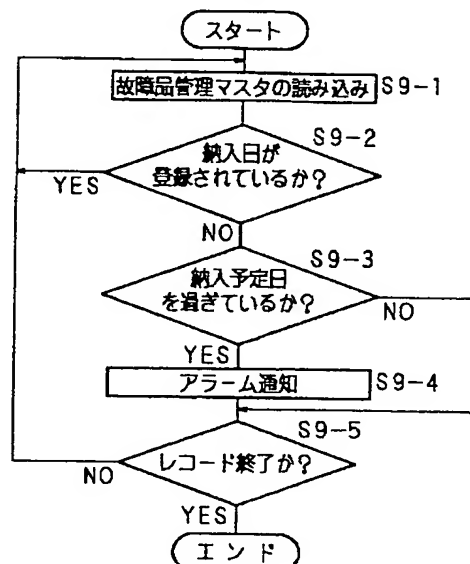 スタート
故障品管理マスタの読み込み
S9-1
S9-2
納入日が
登録されているか?
YES
NO
S9-3
納入予定日
を過ぎているか?
NO
YES
アラーム通知
S9-4
S9-5
レコード終了か?
NO
YES
エンド